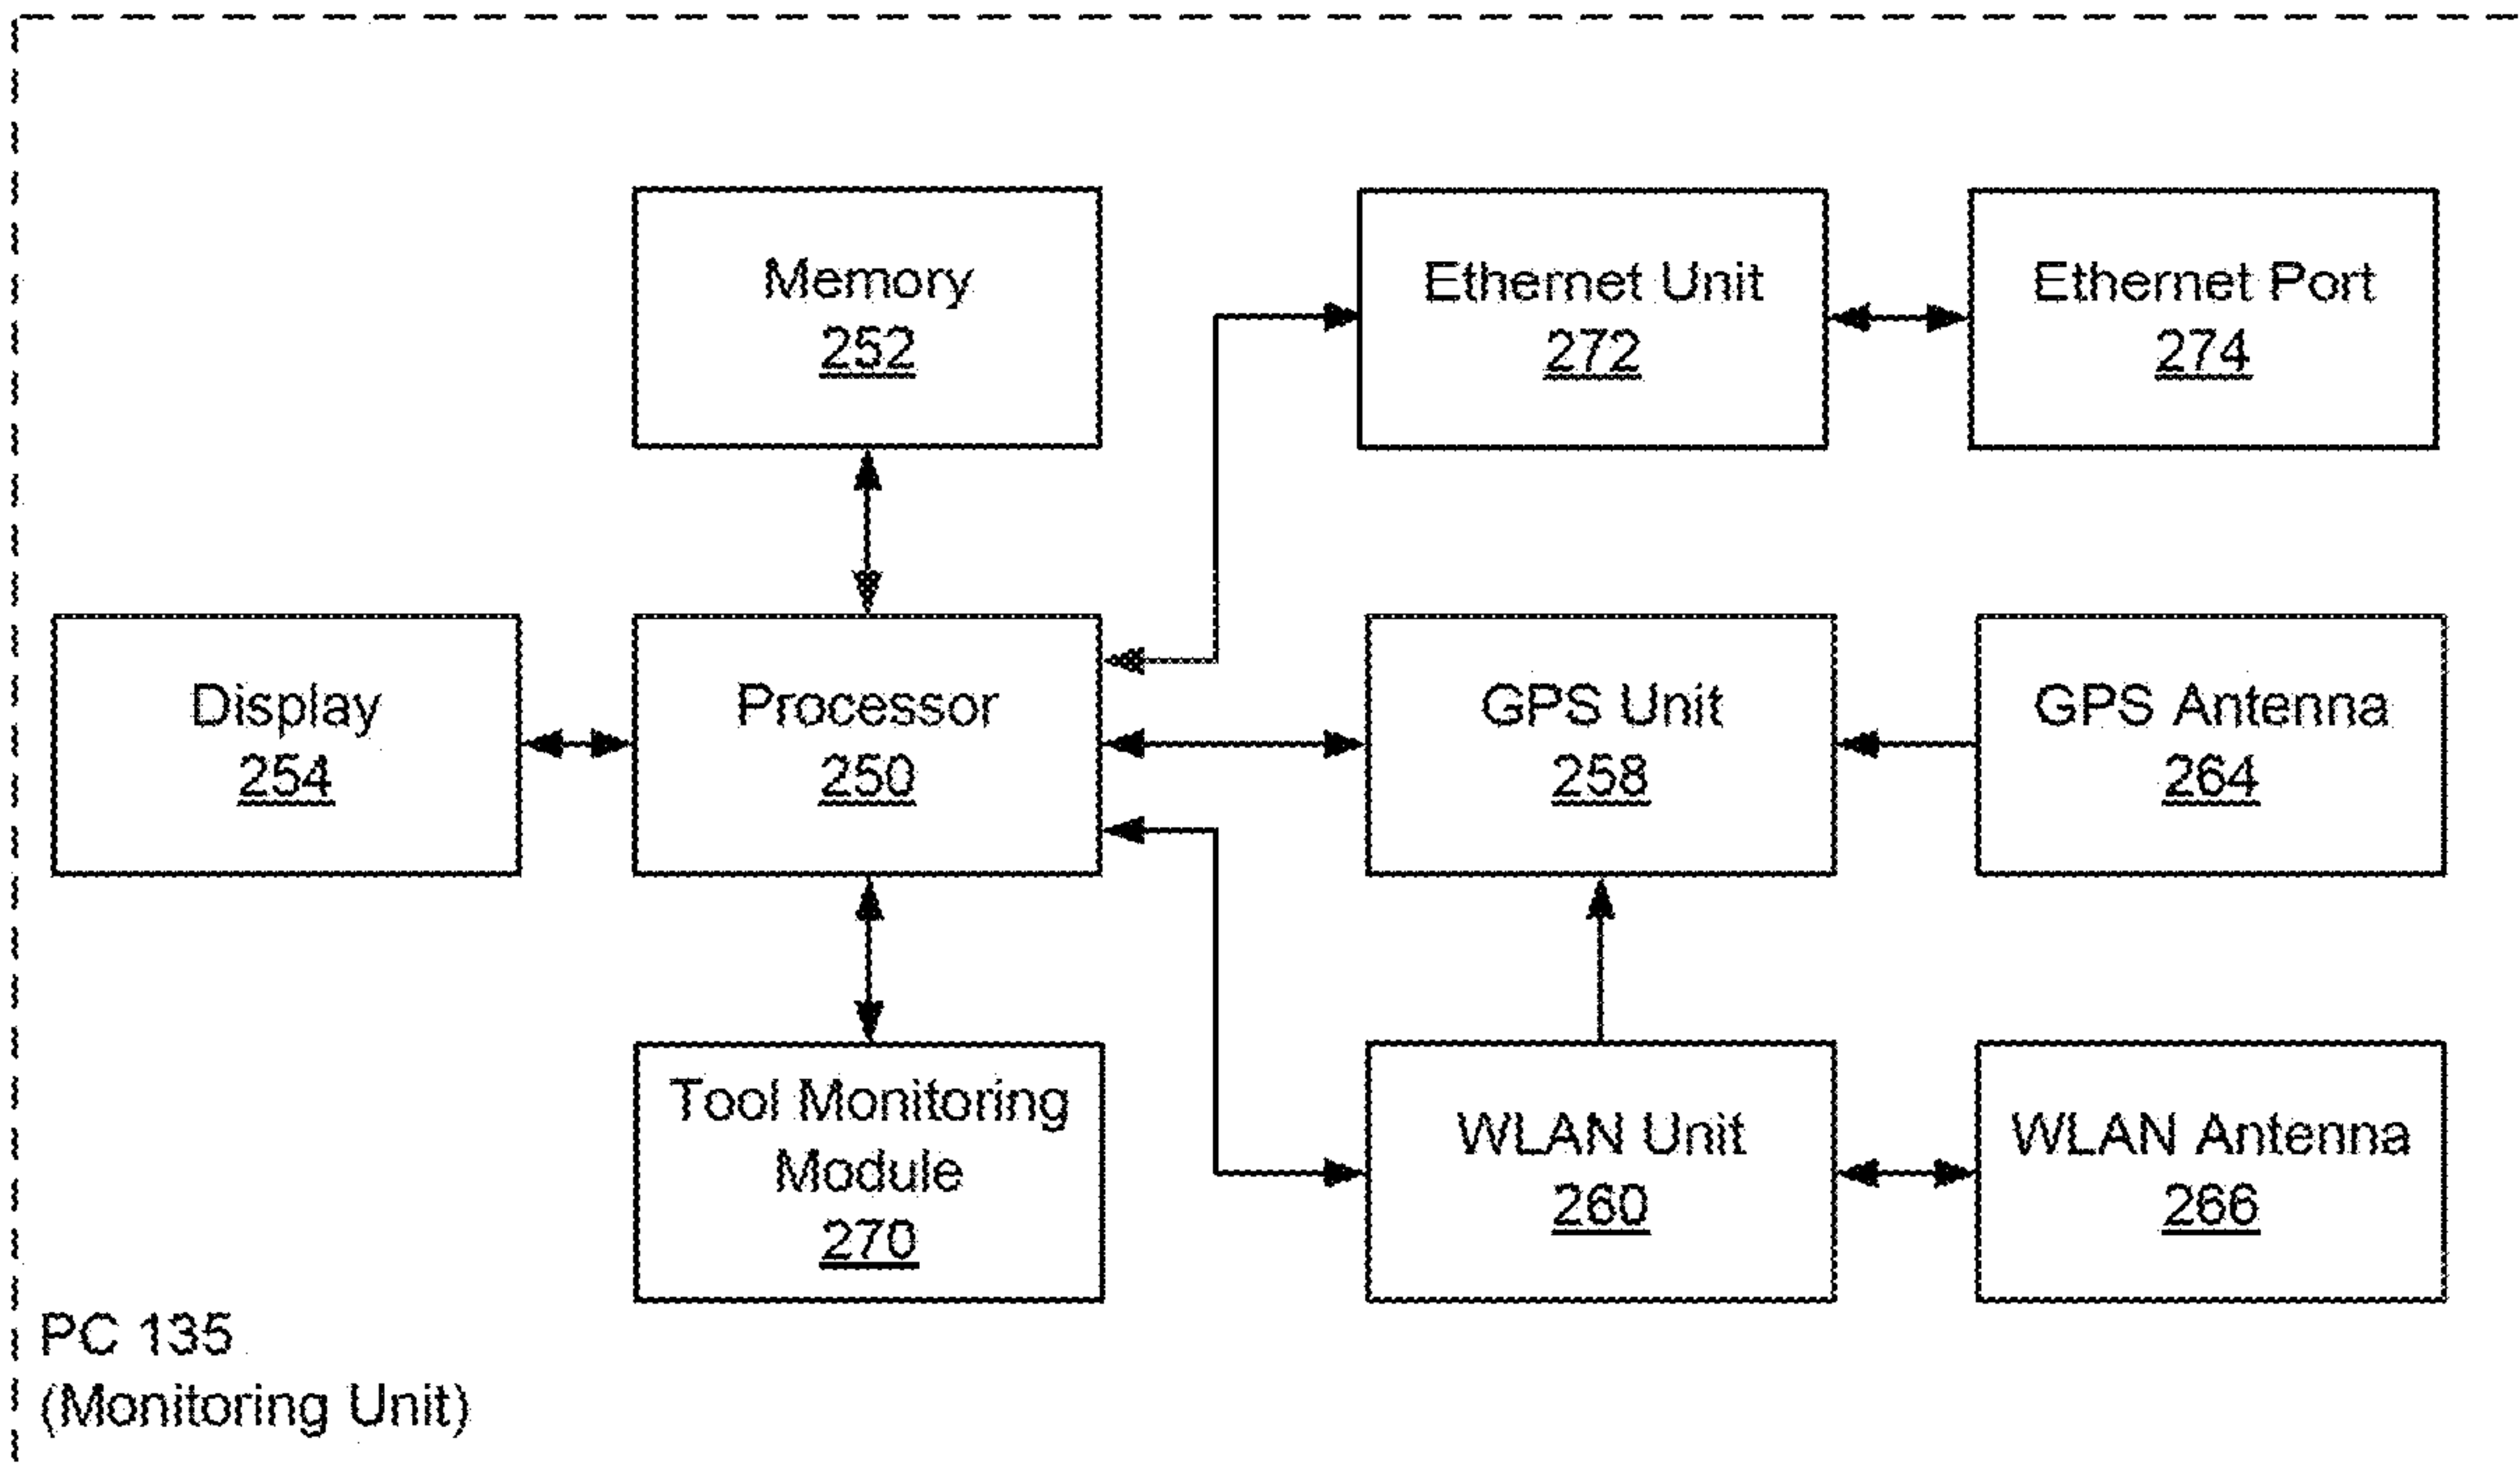 Memory
252
Ethernet Unit
272
Ethernet Port
274
Display
254
Processor
250
GPS Unit
258
GPS Antenna
264
Tool Monitoring
Module
270
WLAN Unit
260
WLAN Antenna
266
PC 135
(Monitoring Unit)